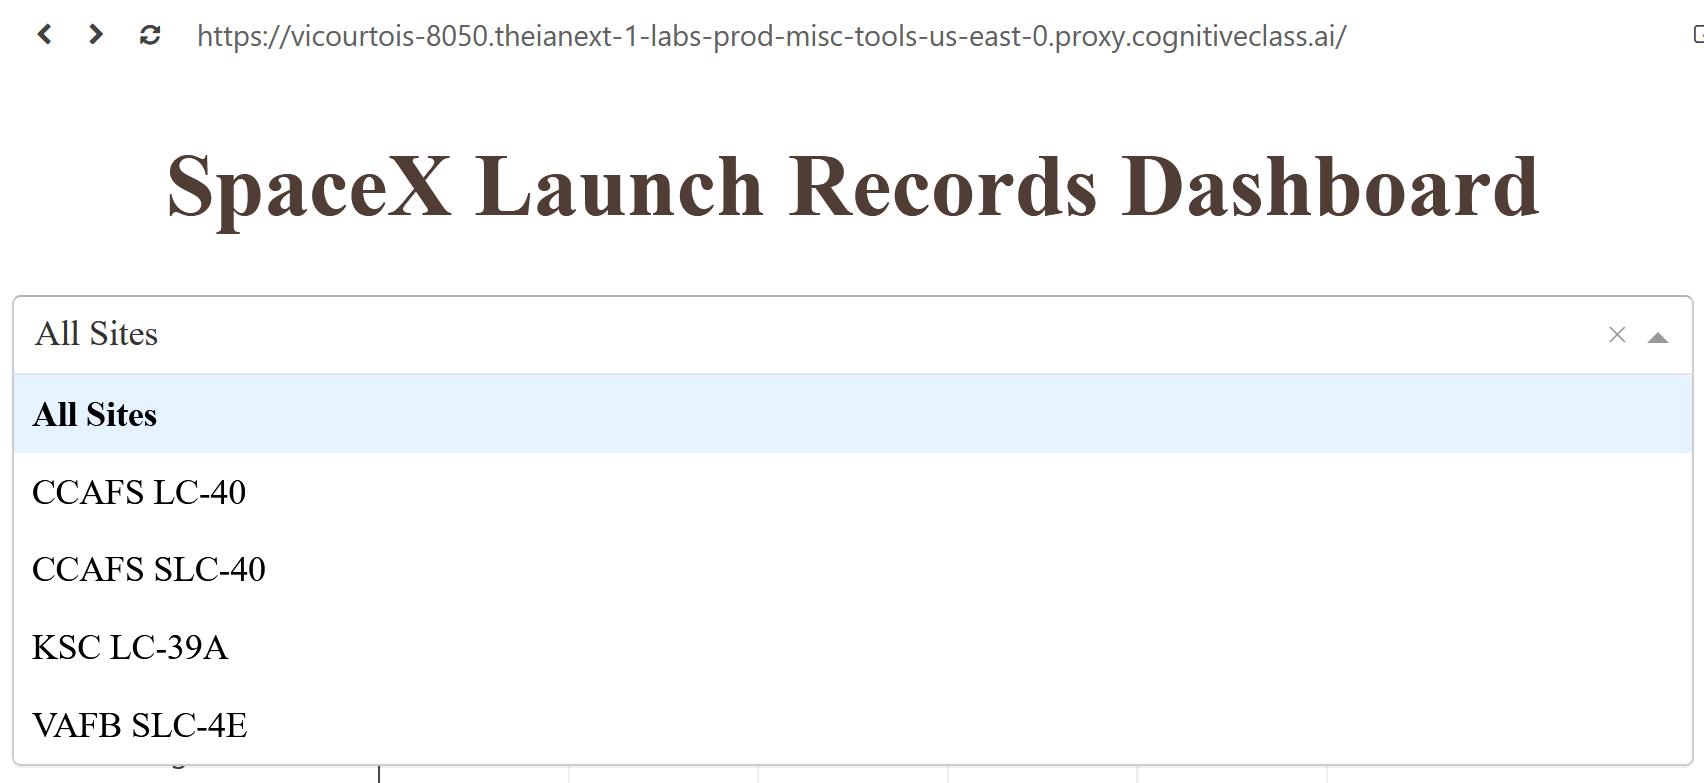 https://vicourtois-8050.theianext-1-labs-prod-misc-tools-us-east-0.proxy.cognitiveclass.ai/
SpaceX Launch Records Dashboard
All Sites
All Sites
CCAFS LC-40
CCAFS SLC-40
KSC LC-39A
VAFB SLC-4E